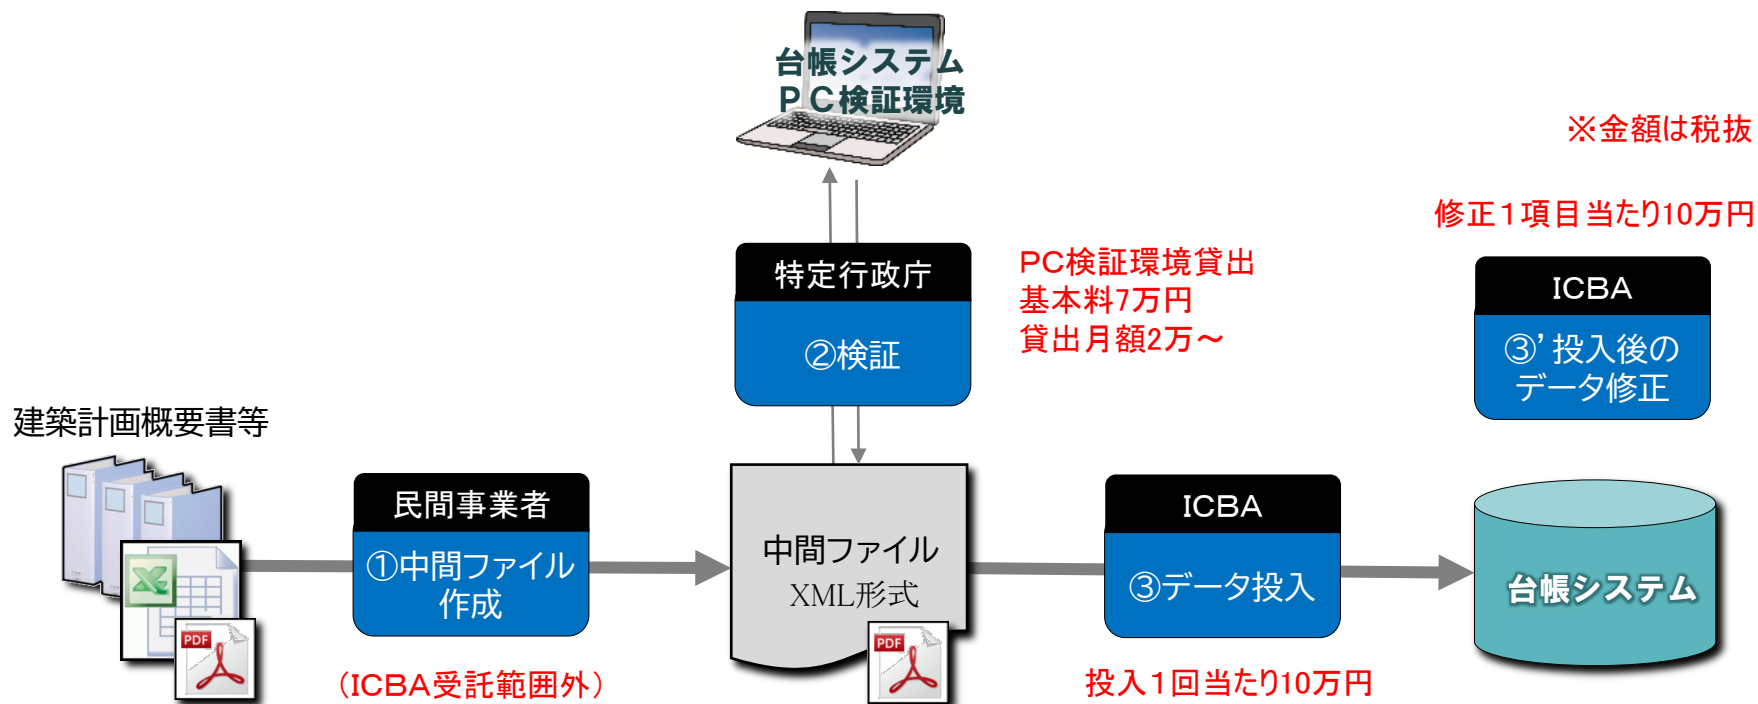 台帳システム
ＰＣ検証環境
※金額は税抜
修正１項目当たり10万円
特定行政庁
②検証
PC検証環境貸出
基本料7万円
貸出月額2万～
ICBA
③’投入後の
データ修正
建築計画概要書等
民間事業者
①中間ファイル
作成
（ICBA受託範囲外）
中間ファイル
XML形式
ICBA
③データ投入
投入１回当たり10万円
台帳システム
PDF
PDF